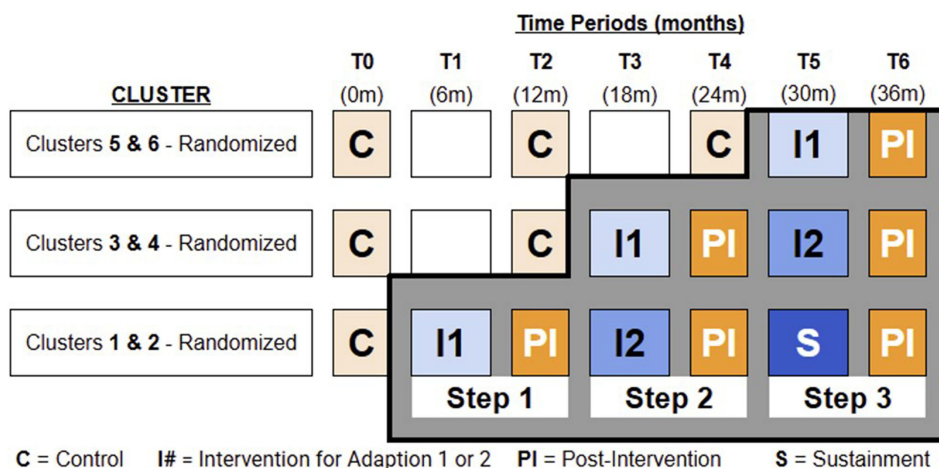 Time Periods (months)
T0 T1 T2 T3 T4 T5 T6
CLUSTER (0m) (6m) (12m) (18m) (24m) (30m) (36m)
Clusters 5 & 6 - Randomized C C C I1 PI
Clusters 3 & 4 - Randomized C C I1 PI I2 PI
Clusters 1 & 2 - Randomized C I1 PI I2 PI S PI
Step 1 Step 2 Step 3
C = Control I# = Intervention for Adaption 1 or 2 PI = Post-Intervention S = Sustainment